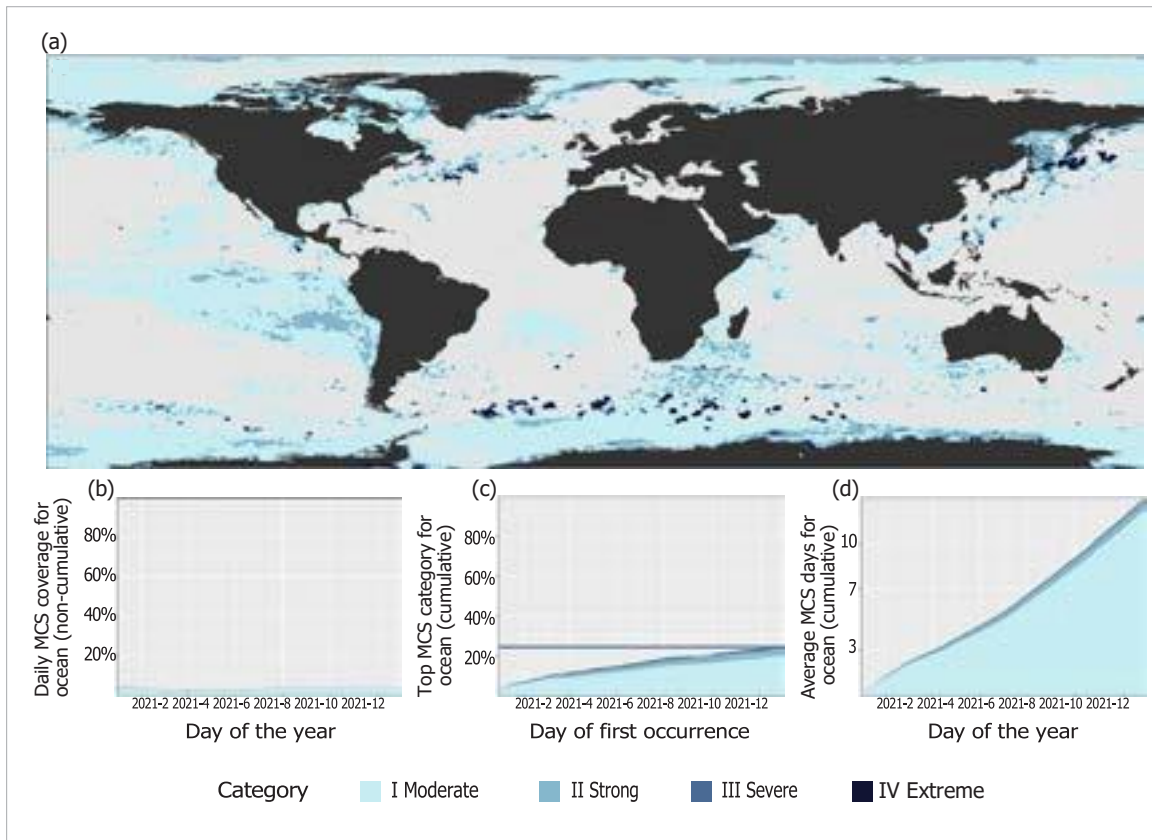 (a)
(b)
Daily MCS coverage for
ocean (non-cumulative)
80%
60%
40%
20%
2021-2 2021-4 2021-6 2021-8 2021-10 2021-12
Day of the year
(c)
Top MCS category for
ocean (cumulative)
80%
60%
40%
20%
2021-2 2021-4 2021-6 2021-8 2021-10 2021-12
Day of first occurrence
(d)
Average MCS days for
ocean (cumulative)
10
7
3
2021-2 2021-4 2021-6 2021-8 2021-10 2021-12
Day of the year
Category I Moderate II Strong III Severe IV Extreme